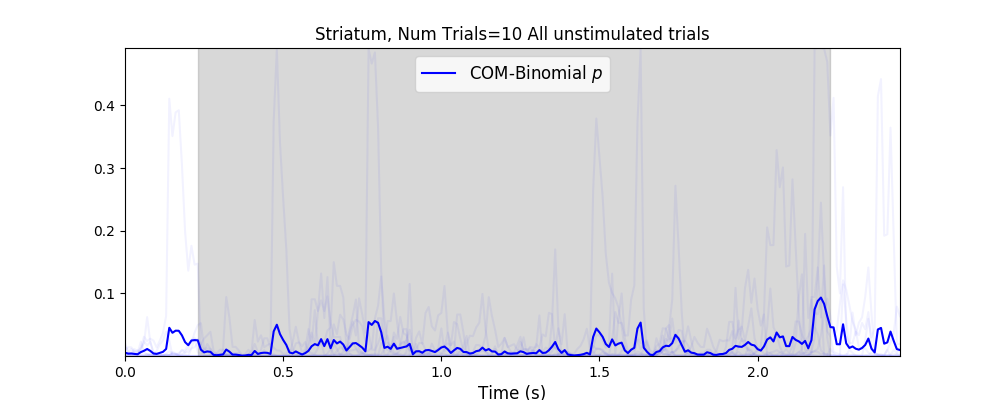 Striatum, Num Trials=10 All unstimulated trials
COM-Binomial p
0.4
0.3
0.2
0.1
0.0 0.5 1.0 1.5 2.0
Time (s)